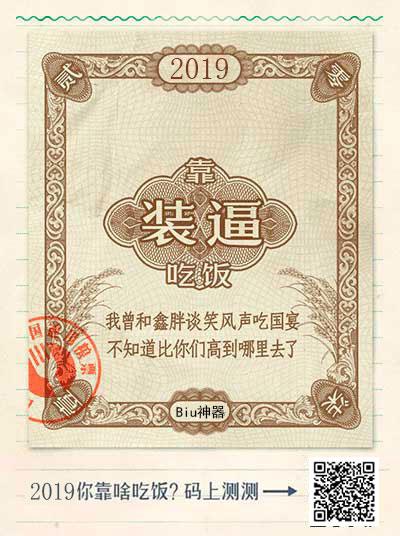 贰 2019 零
靠
装逼
吃饭
我曾和鑫胖谈笑风声吃国宴
不知道比你们高到哪里去了
壹 Biu神器 玖
2019你靠啥吃饭?码上测测